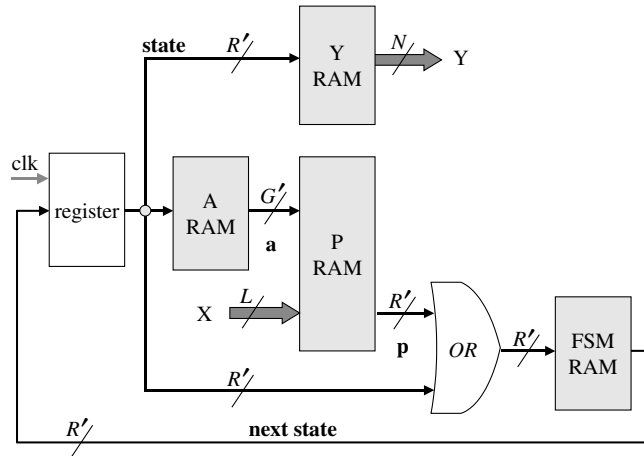 state
R′
Y
RAM
N
Y
clk
register
A
RAM
G′
a
P
RAM
X
L
R′
p
OR
R′
FSM
RAM
R′
next state
R′